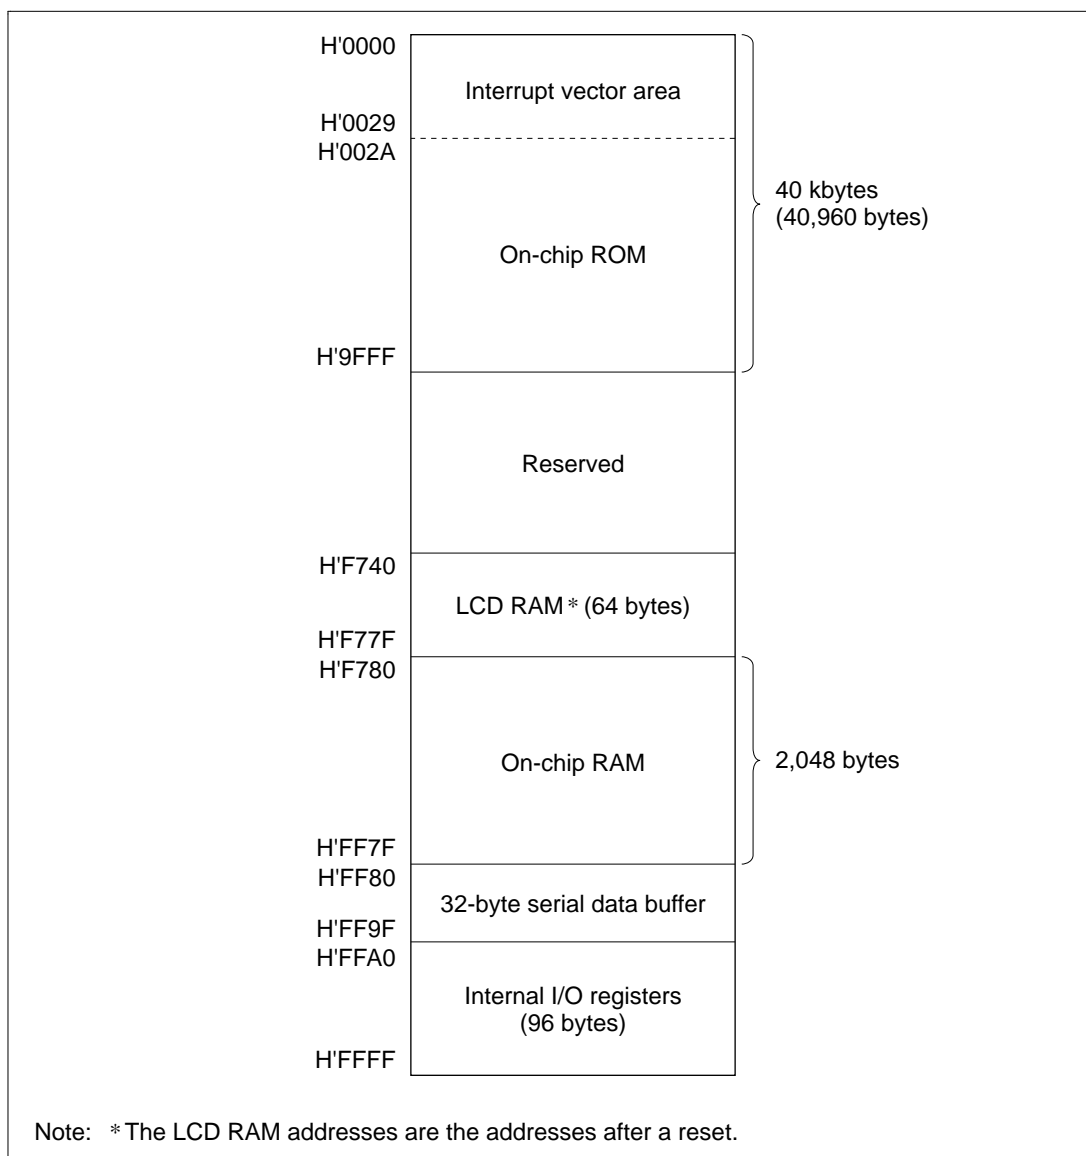 H'0000
Interrupt vector area
H'0029
H'002A
40 kbytes
(40,960 bytes)
On-chip ROM
H'9FFF
Reserved
H'F740
LCD RAM * (64 bytes)
H'F77F
H'F780
On-chip RAM
2,048 bytes
H'FF7F
H'FF80
32-byte serial data buffer
H'FF9F
H'FFA0
Internal I/O registers
(96 bytes)
H'FFFF
Note: * The LCD RAM addresses are the addresses after a reset.